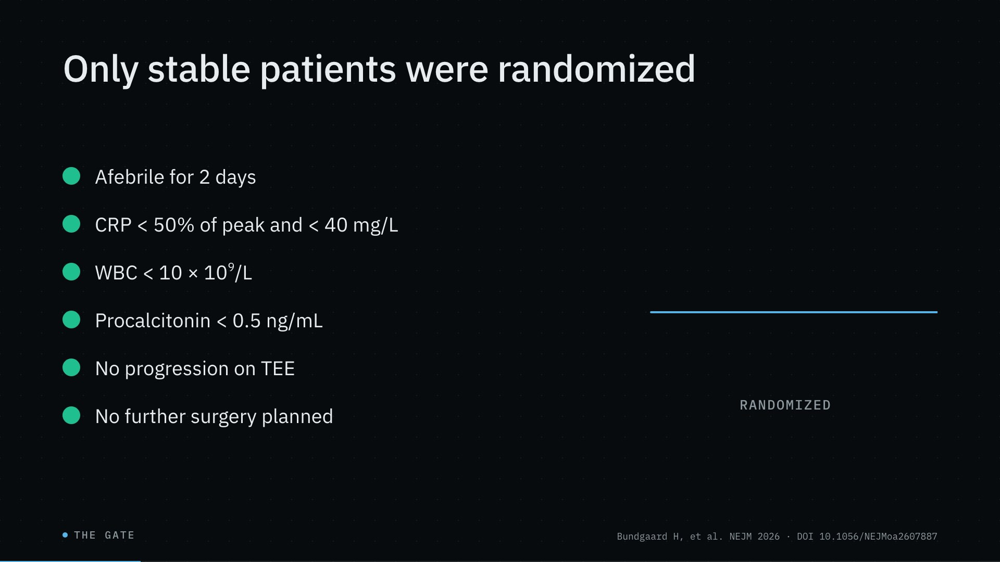 Only stable patients were randomized
Afebrile for 2 days
CRP < 50% of peak and < 40 mg/L
WBC < 10 × 10⁹/L
Procalcitonin < 0.5 ng/mL
No progression on TEE
No further surgery planned
RANDOMIZED
THE GATE
Bundgaard H, et al. NEJM 2026 · DOI 10.1056/NEJMoa2607887